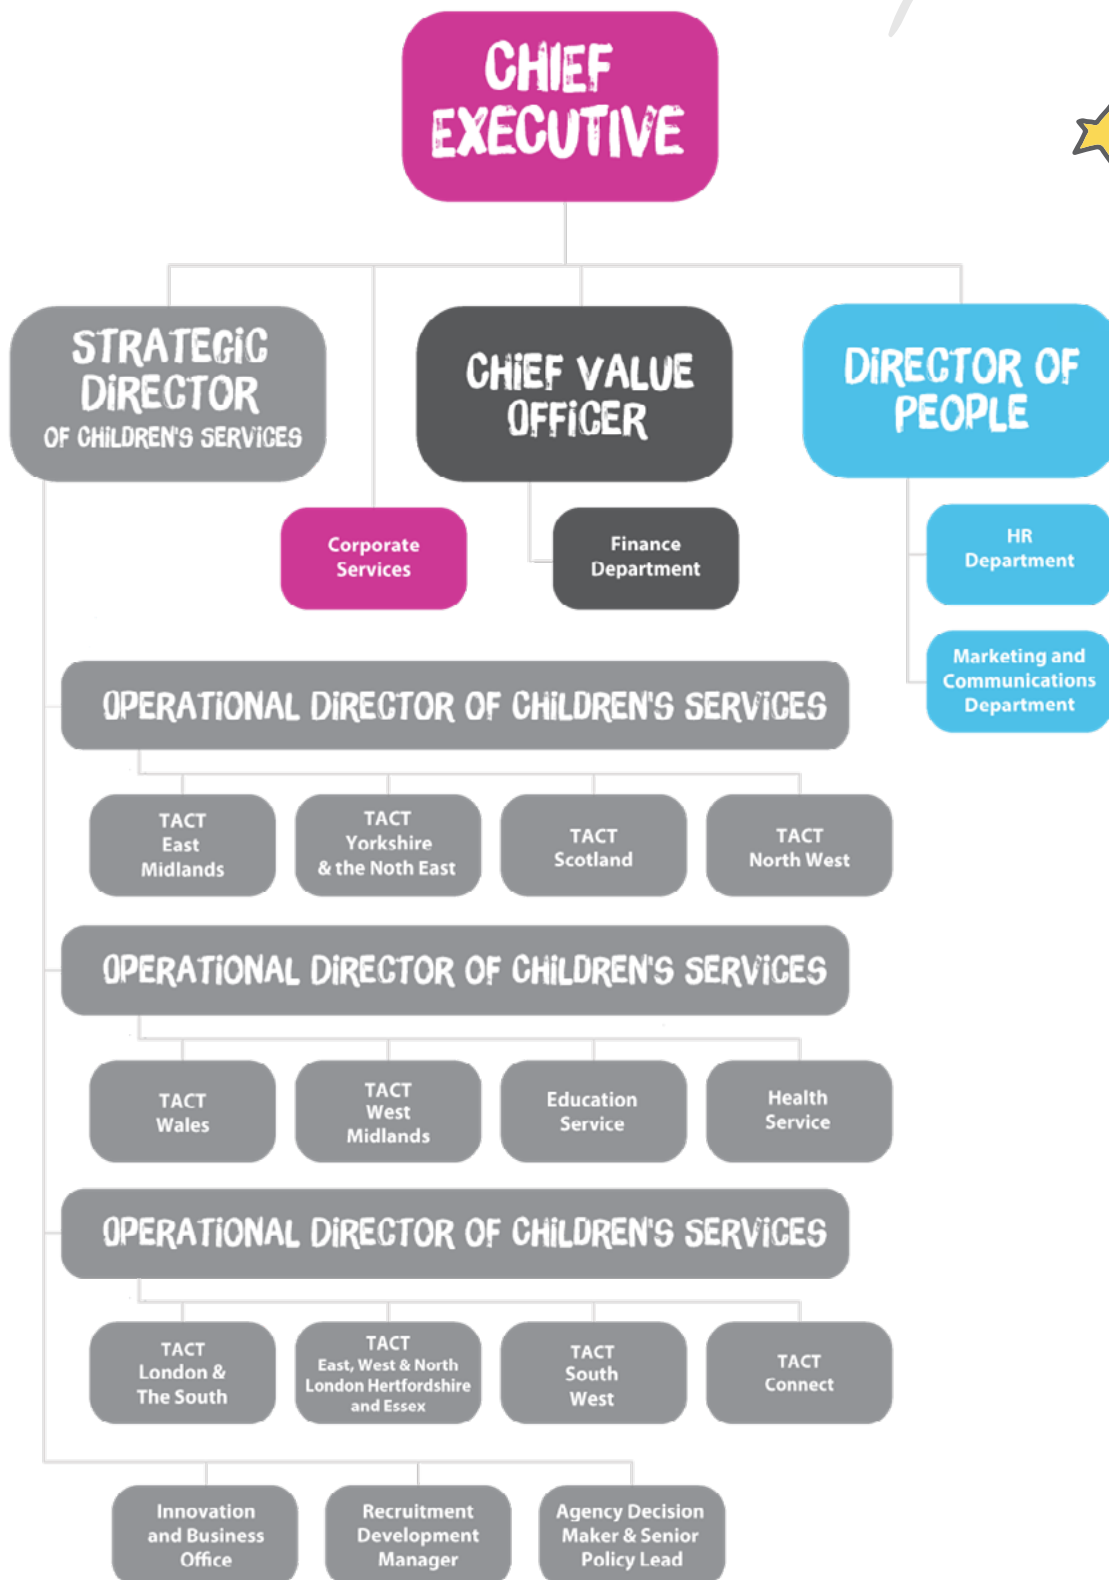 CHIEF
EXECUTIVE
STRATEGIC
DIRECTOR
OF CHILDREN'S SERVICES
CHIEF VALUE
OFFICER
DIRECTOR OF
PEOPLE
Corporate
Services
Finance
Department
HR
Department
Marketing and
Communications
Department
OPERATIONAL DIRECTOR OF CHILDREN'S SERVICES
TACT
East
Midlands
TACT
Yorkshire
& the Noth East
TACT
Scotland
TACT
North West
OPERATIONAL DIRECTOR OF CHILDREN'S SERVICES
TACT
Wales
TACT
West
Midlands
Education
Service
Health
Service
OPERATIONAL DIRECTOR OF CHILDREN'S SERVICES
TACT
London &
The South
TACT
East, West & North
London Hertfordshire
and Essex
TACT
South
West
TACT
Connect
Innovation
and Business
Office
Recruitment
Development
Manager
Agency Decision
Maker & Senior
Policy Lead